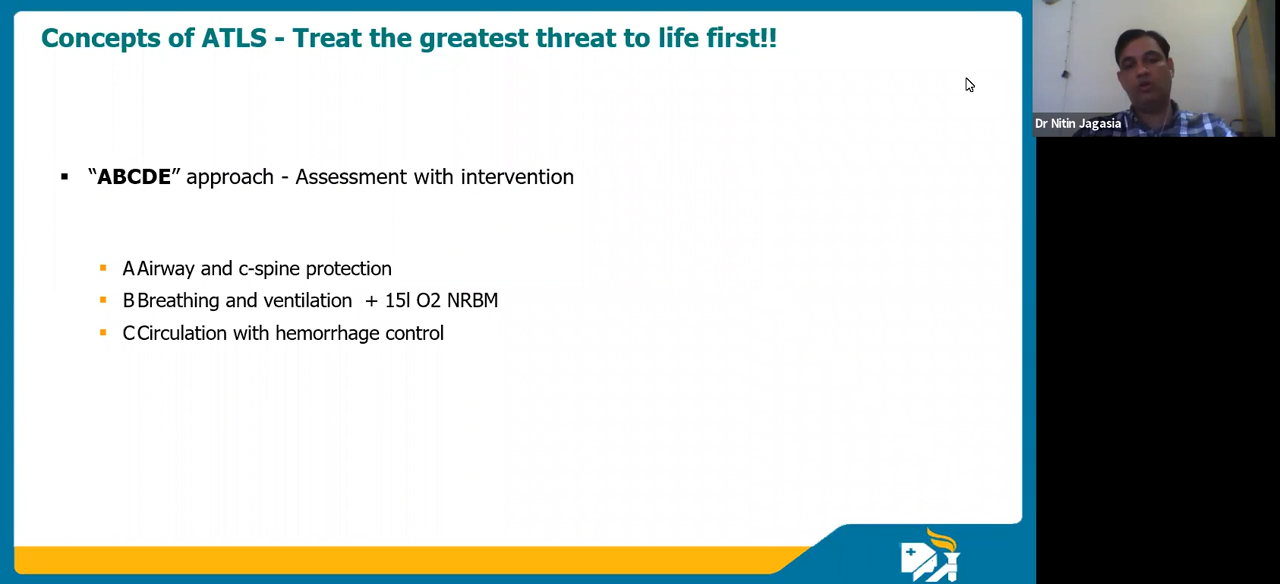 Concepts of ATLS - Treat the greatest threat to life first!!
▪ “ABCDE” approach - Assessment with intervention
▪ A Airway and c-spine protection
▪ B Breathing and ventilation + 15l O2 NRBM
▪ C Circulation with hemorrhage control
Dr Nitin Jagasia